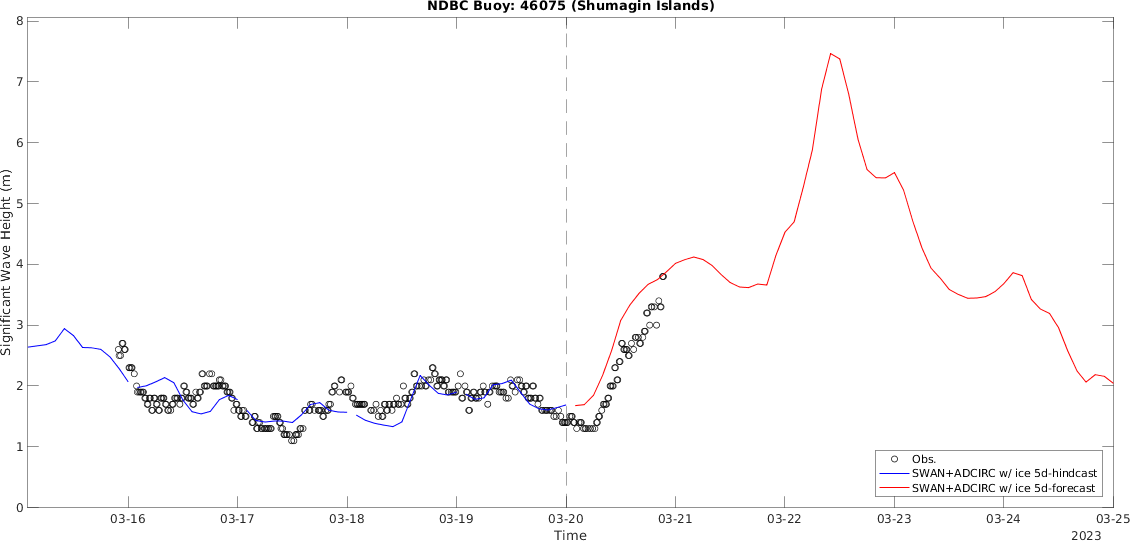 NDBC Buoy: 46075 (Shumagin Islands)
8
7
6
5
4
3
2
1
0
Significant Wave Height (m)
Obs.
SWAN+ADCIRC w/ ice 5d-hindcast
SWAN+ADCIRC w/ ice 5d-forecast
03-16 03-17 03-18 03-19 03-20 03-21 03-22 03-23 03-24 03-25
Time
2023